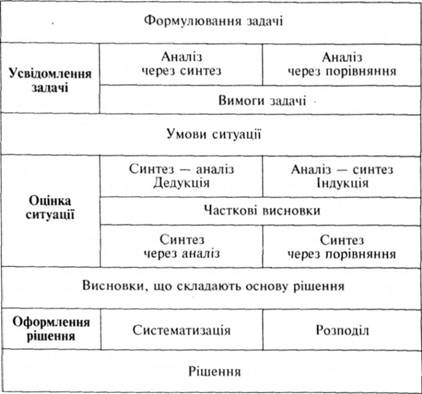 Формулювання задачі
Усвідомлення
задачі
Аналіз
через синтез
Аналіз
через порівняння
Вимоги задачі
Умови ситуації
Оцінка
ситуації
Синтез — аналіз
Дедукція
Аналіз — синтез
Індукція
Часткові висновки
Синтез
через аналіз
Синтез
через порівняння
Висновки, що складають основу рішення
Оформлення
рішення
Систематизація
Розподіл
Рішення